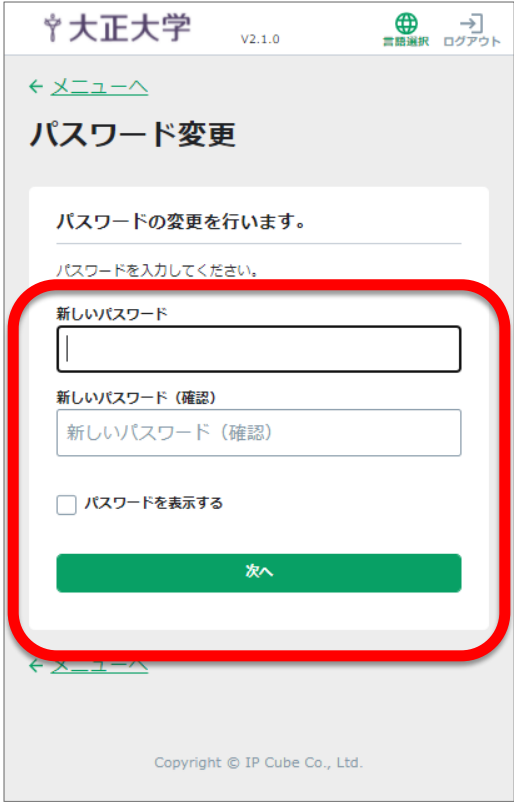 大正大学
V2.1.0
言語選択
ログアウト
← メニューへ
パスワード変更
パスワードの変更を行います。
パスワードを入力してください。
新しいパスワード
新しいパスワード（確認）
新しいパスワード（確認）
パスワードを表示する
次へ
← メニューへ
Copyright © IP Cube Co., Ltd.